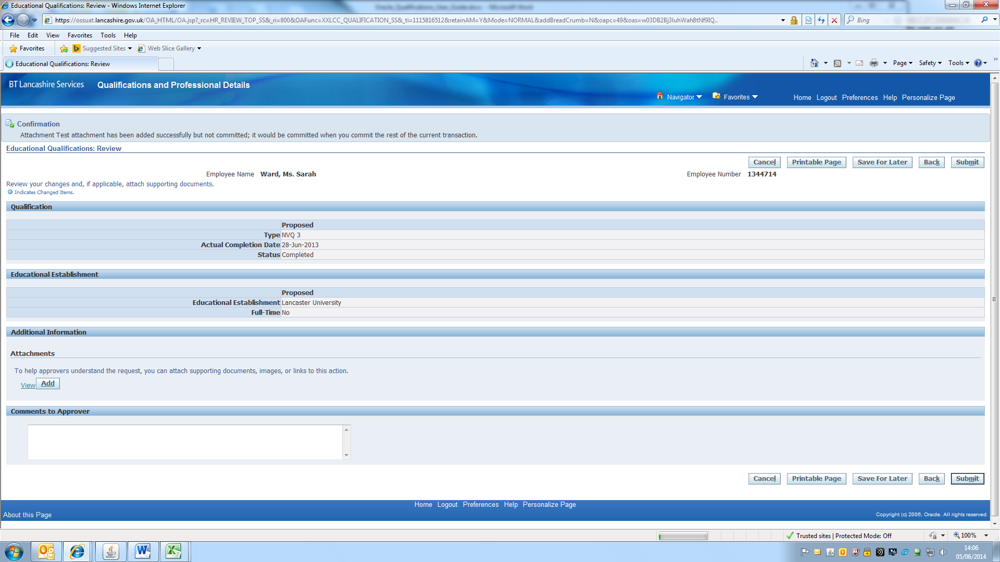 Educational Qualifications: Review - Windows Internet Explorer
https://ossuat.lancashire.gov.uk/OA_HTML/OA.jsp?_rc=HR_REVIEW_TOP_SS&_ri=800&OAFunc=XXLCC_QUALIFICATION_SS&_ti=1115816512&retainAM=Y&Mode=NORMAL&addBreadCrumb=N&oapc=49&oas=w03DB2Bj3IuhWah8tNf9IQ..
Bing
File Edit View Favorites Tools Help
Favorites Suggested Sites Web Slice Gallery
Educational Qualifications: Review
Page Safety Tools
BT Lancashire Services Qualifications and Professional Details
Navigator Favorites Home Logout Preferences Help Personalize Page
Confirmation
Attachment Test attachment has been added successfully but not committed; it would be committed when you commit the rest of the current transaction.
Educational Qualifications: Review
Cancel Printable Page Save For Later Back Submit
Employee Name Ward, Ms. Sarah Employee Number 1344714
Review your changes and, if applicable, attach supporting documents.
Indicates Changed Items.
Qualification
Proposed
Type NVQ 3
Actual Completion Date 28-Jun-2013
Status Completed
Educational Establishment
Proposed
Educational Establishment Lancaster University
Full-Time No
Additional Information
Attachments
To help approvers understand the request, you can attach supporting documents, images, or links to this action.
View Add
Comments to Approver
Cancel Printable Page Save For Later Back Submit
Home Logout Preferences Help Personalize Page
About this Page
Copyright (c) 2006, Oracle. All rights reserved.
Trusted sites | Protected Mode: Off
100%
14:06
05/06/2014